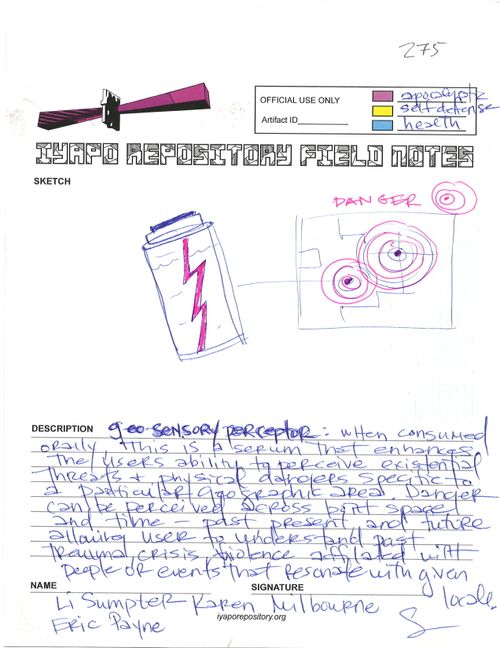 275
OFFICIAL USE ONLY
Artifact ID
apocalyptic
self defense
health
IYAPO REPOSITORY FIELD NOTES
SKETCH
DANGER
DESCRIPTION geo sensory perceptor: when consumed
orally, this is a serum that enhances
the users ability to perceive existential
threats + physical dangers specific to
a particular geographic area. Danger
can be perceived across both space
and time - past present and future
allowing user to understand past
trauma, crisis, violence affliated with
people or events that resonate with given
locale.
NAME SIGNATURE
Li Sumpter Karen Milbourne
Eric Payne
iyaporepository.org